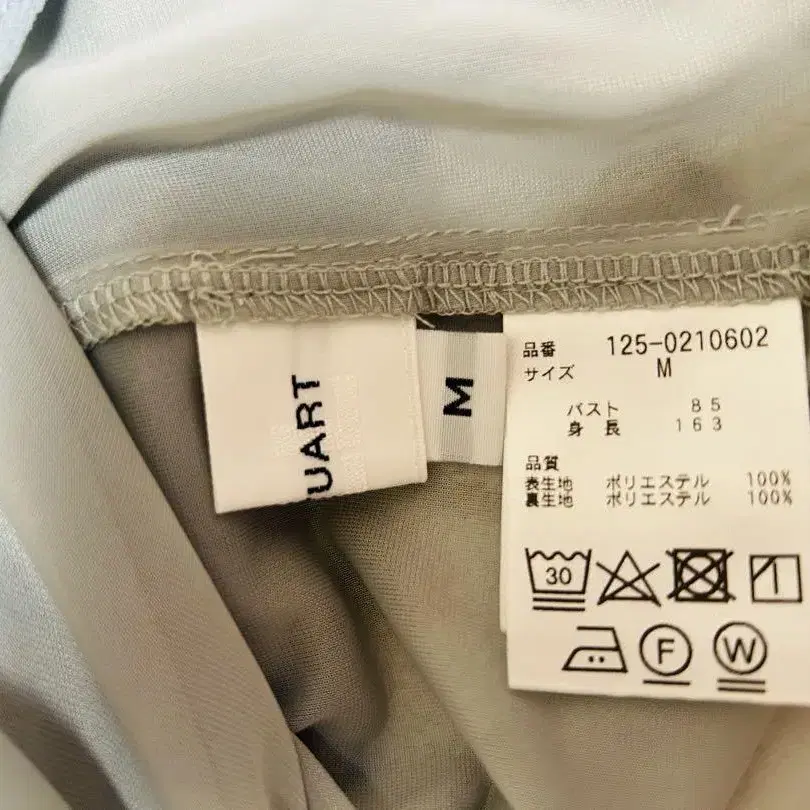 UART
M
品番 125-0210602
サイズ M
バスト 85
身長 163
品質
表生地 ポリエステル 100%
裏生地 ポリエステル 100%
30
F
W